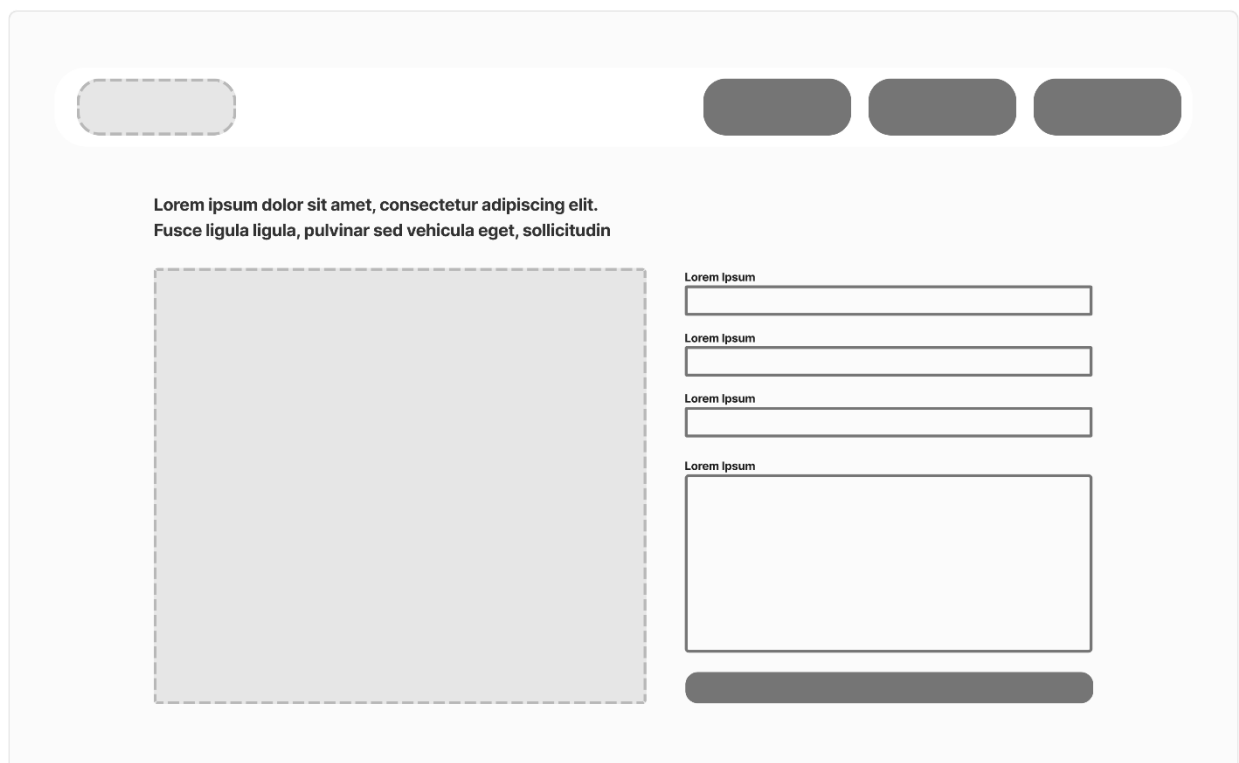 Lorem ipsum dolor sit amet, consectetur adipiscing elit.
Fusce ligula ligula, pulvinar sed vehicula eget, sollicitudin
Lorem Ipsum
Lorem Ipsum
Lorem Ipsum
Lorem Ipsum